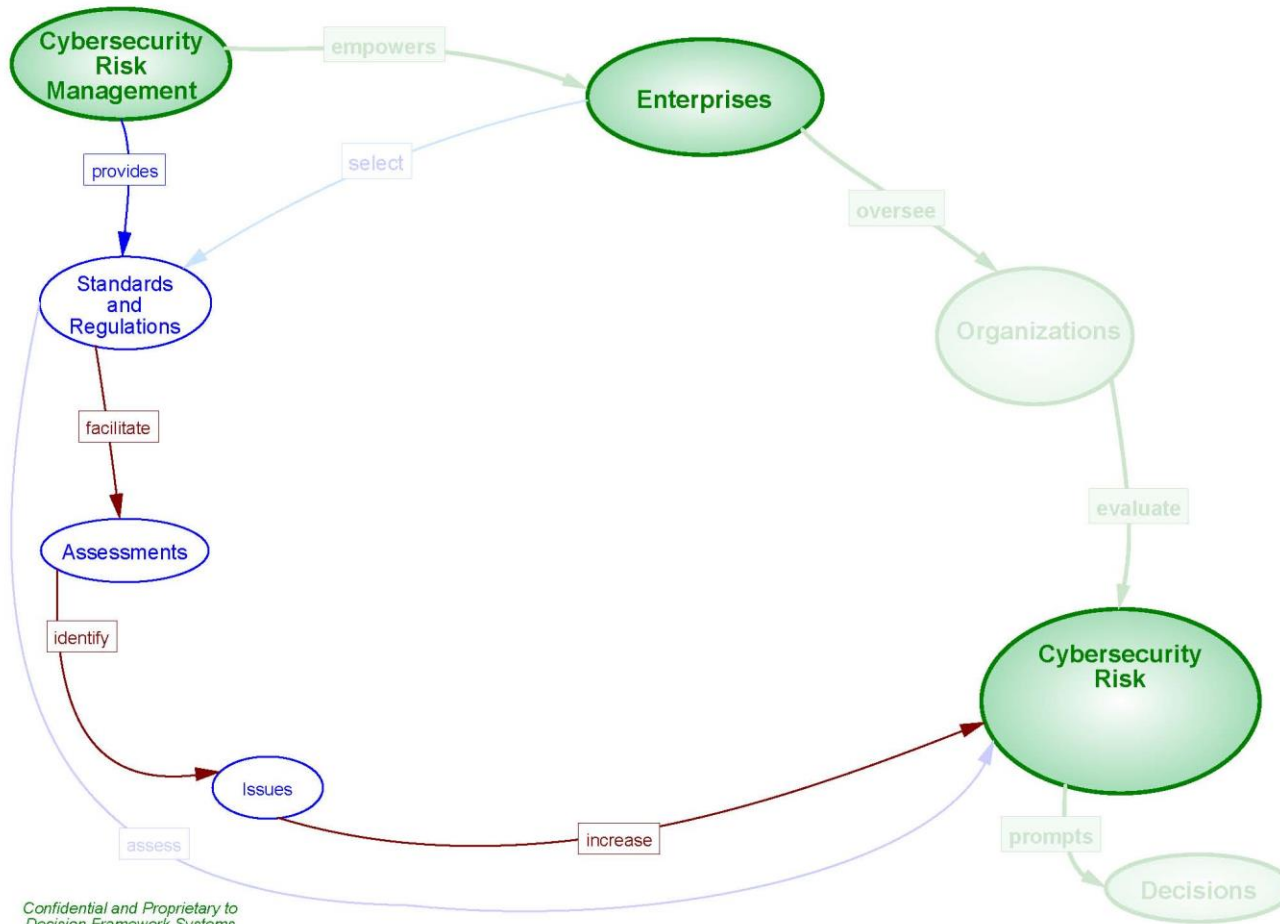 Cybersecurity
Risk
Management
empowers
Enterprises
provides
select
oversee
Standards
and
Regulations
Organizations
facilitate
evaluate
Assessments
identify
Cybersecurity
Risk
Issues
increase
assess
prompts
Decisions
Confidential and Proprietary to
Decision Framework Systems